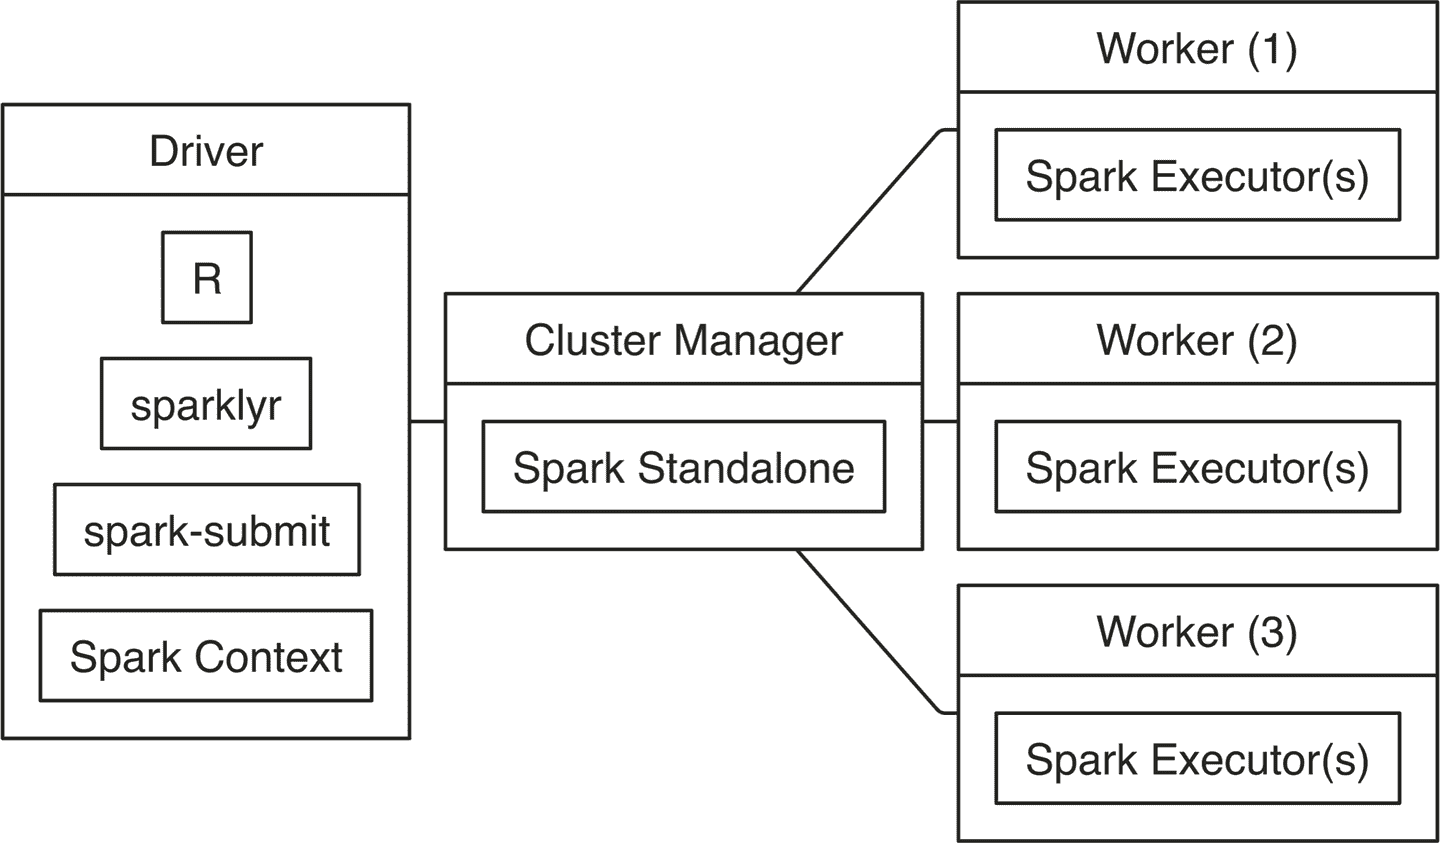 Driver
R
sparklyr
spark-submit
Spark Context
Cluster Manager
Spark Standalone
Worker (1)
Spark Executor(s)
Worker (2)
Spark Executor(s)
Worker (3)
Spark Executor(s)